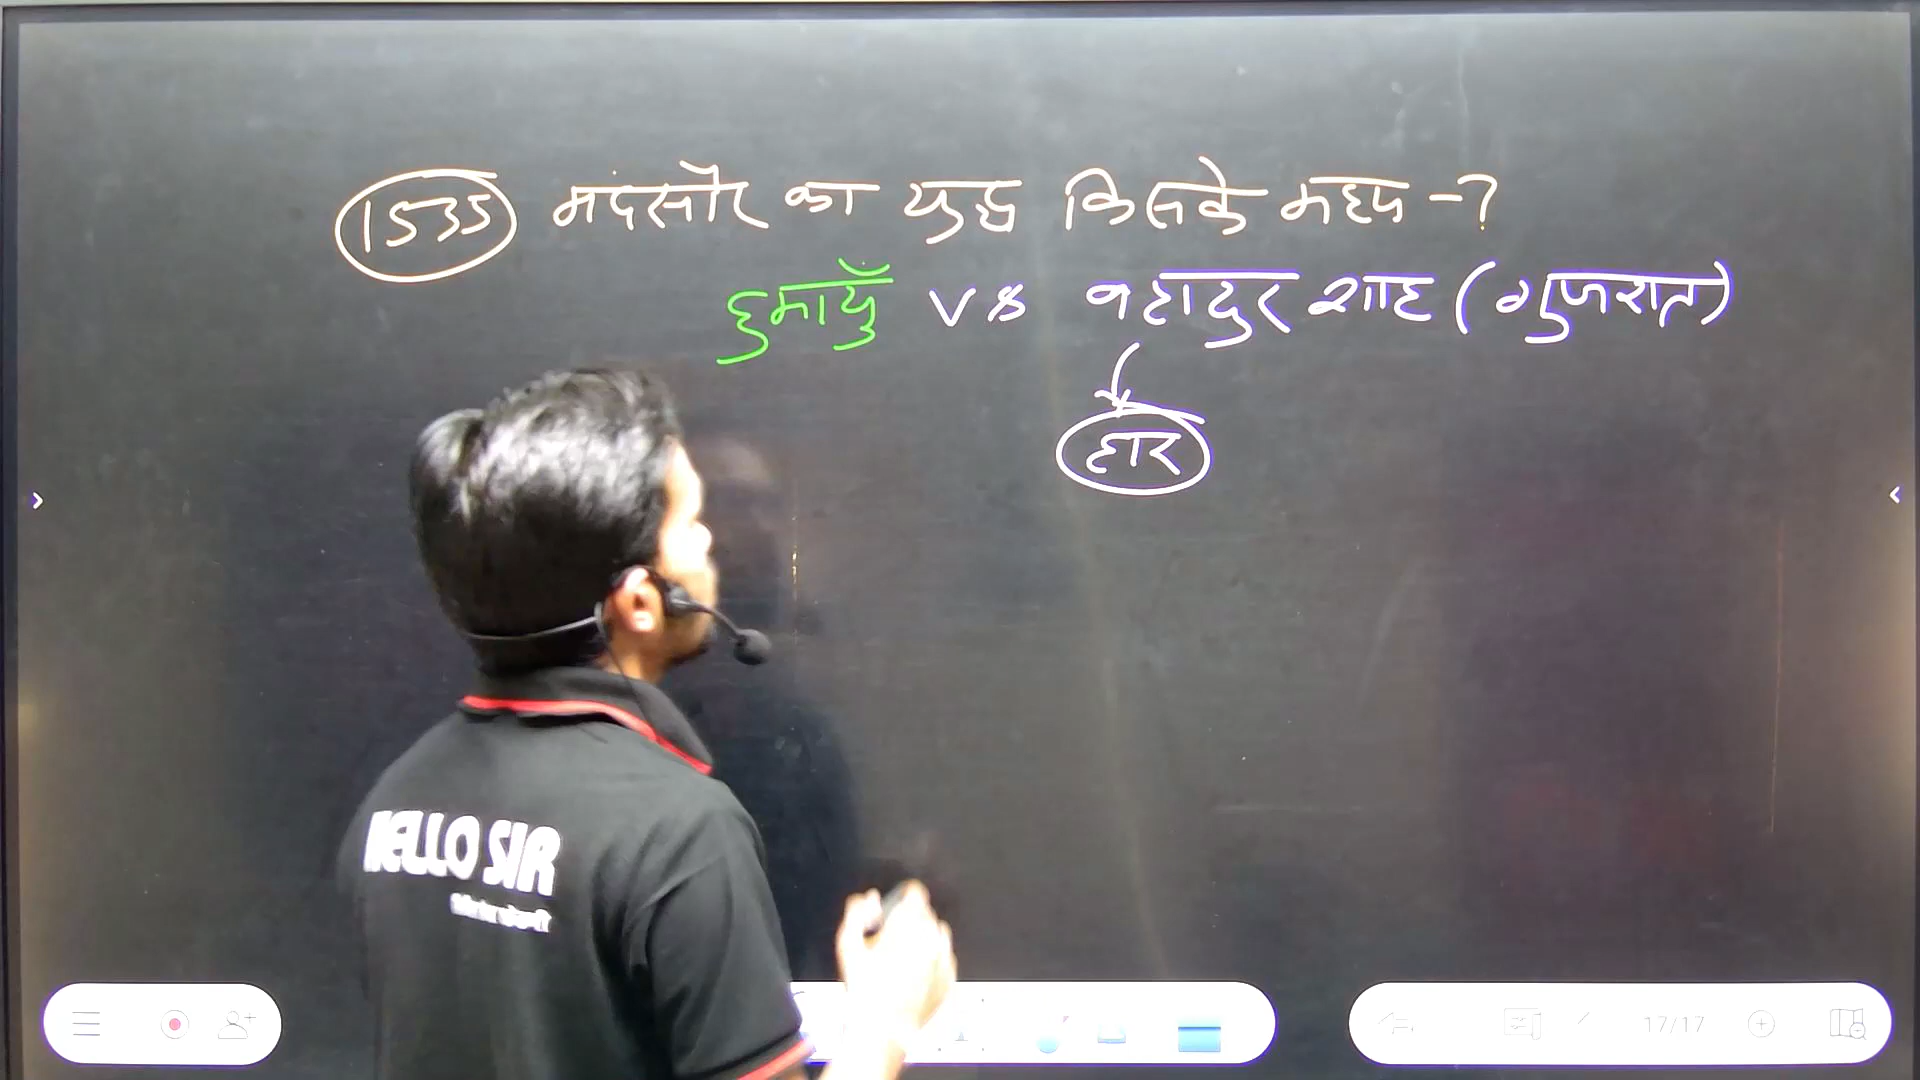 1535 मंदसौर का युद्ध किसके मध्य -?
हुमायुँ vs बहादुर शाह (गुजरात)
हार
HELLO SIR
17/17